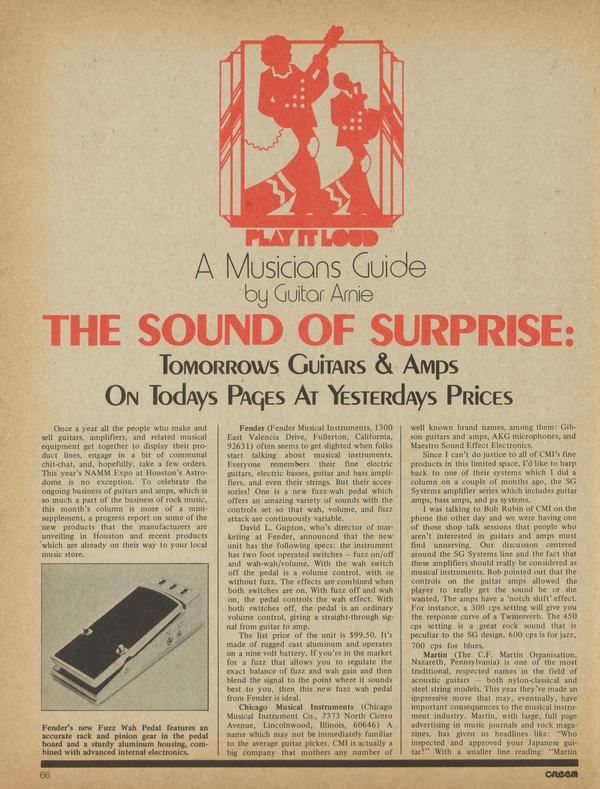 PLAY IT LOUD
A Musicians Guide
by Guitar Arnie
THE SOUND OF SURPRISE:
Tomorrows Guitars & Amps
On Todays Pages At Yesterdays Prices
Once a year all the people who make and
sell guitars, amplifiers, and related musical
equipment get together to display their pro-
duct lines, engage in a bit of communal
chit-chat, and, hopefully, take a few orders.
This year's NAMM Expo at Houston's Astro-
dome is no exception. To celebrate the
ongoing business of guitars and amps, which is
so much a part of the business of rock music,
this month's column is more of a mini-
supplement, a progress report on some of the
new products that the manufacturers are
unveiling in Houston and recent products
which are already on their way to your local
music store.
Fender's new Fuzz Wah Pedal features an
accurate rack and pinion gear in the pedal
board and a sturdy aluminum housing, com-
bined with advanced internal electronics.
Fender (Fender Musical Instruments, 1300
East Valencia Drive, Fullerton, California,
92631) often seems to get slighted when folks
start talking about musical instruments.
Everyone remembers their fine electric
guitars, electric basses, guitar and bass ampli-
fiers, and even their strings. But their acces-
sories! One is a new fuzz-wah pedal which
offers an amazing variety of sounds with the
controls set so that wah, volume, and fuzz
attack are continuously variable.
David L. Gupton, who's director of mar-
keting at Fender, announced that the new
unit has the following specs: the instrument
has two foot operated switches – fuzz on/off
and wah-wah/volume. With the wah switch
off the pedal is a volume control, with or
without fuzz. The effects are combined when
both switches are on. With fuzz off and wah
on, the pedal controls the wah effect. With
both switches off, the pedal is an ordinary
volume control, giving a straight-through sig-
nal from guitar to amp.
The list price of the unit is $99.50. It's
made of rugged cast aluminum and operates
on a nine volt battery. If you're in the market
for a fuzz that allows you to regulate the
exact balance of fuzz and wah gain and then
blend the signal to the point where it sounds
best to you, then this new fuzz wah pedal
from Fender is ideal.
Chicago Musical Instruments (Chicago
Musical Instrument Co., 7373 North Cicero
Avenue, Lincolnwood, Illinois, 60646) A
name which may not be immediately familiar
to the average guitar picker. CMI is actually a
big company that mothers any number of
well known brand names, among them: Gib-
son guitars and amps, AKG microphones, and
Maestro Sound Effect Electronics.
Since I can't do justice to all of CMI's fine
products in this limited space, I'd like to harp
back to one of their systems which I did a
column on a couple of months ago, the SG
Systems amplifier series which includes guitar
amps, bass amps, and pa systems.
I was talking to Bob Rubin of CMI on the
phone the other day and we were having one
of those shop talk sessions that people who
aren't interested in guitars and amps must
find unnerving. Our discussion centered
around the SG Systems line and the fact that
these amplifiers should really be considered as
musical instruments. Bob pointed out that the
controls on the guitar amps allowed the
player to really get the sound he or she
wanted. The amps have a 'notch shift' effect.
For instance, a 300 cps setting will give you
the response curve of a Twinreverb. The 450
cps setting is a great rock sound that is
peculiar to the SG design. 600 cps is for jazz,
700 cps for blues.
Martin (The C.F. Martin Organisation,
Nazareth, Pennsylvania) is one of the most
traditional, respected names in the field of
acoustic guitars – both nylon-classical and
steel string models. This year they've made an
impressive move that may, eventually, have
important cosequences to the musical instru-
ment industry. Martin, with large, full page
advertising in music journals and rock maga-
zines, has given us headlines like: "Who
inspected and approved your Japanese gui-
tar?" With a smaller line reading: "Martin
66
CREEM